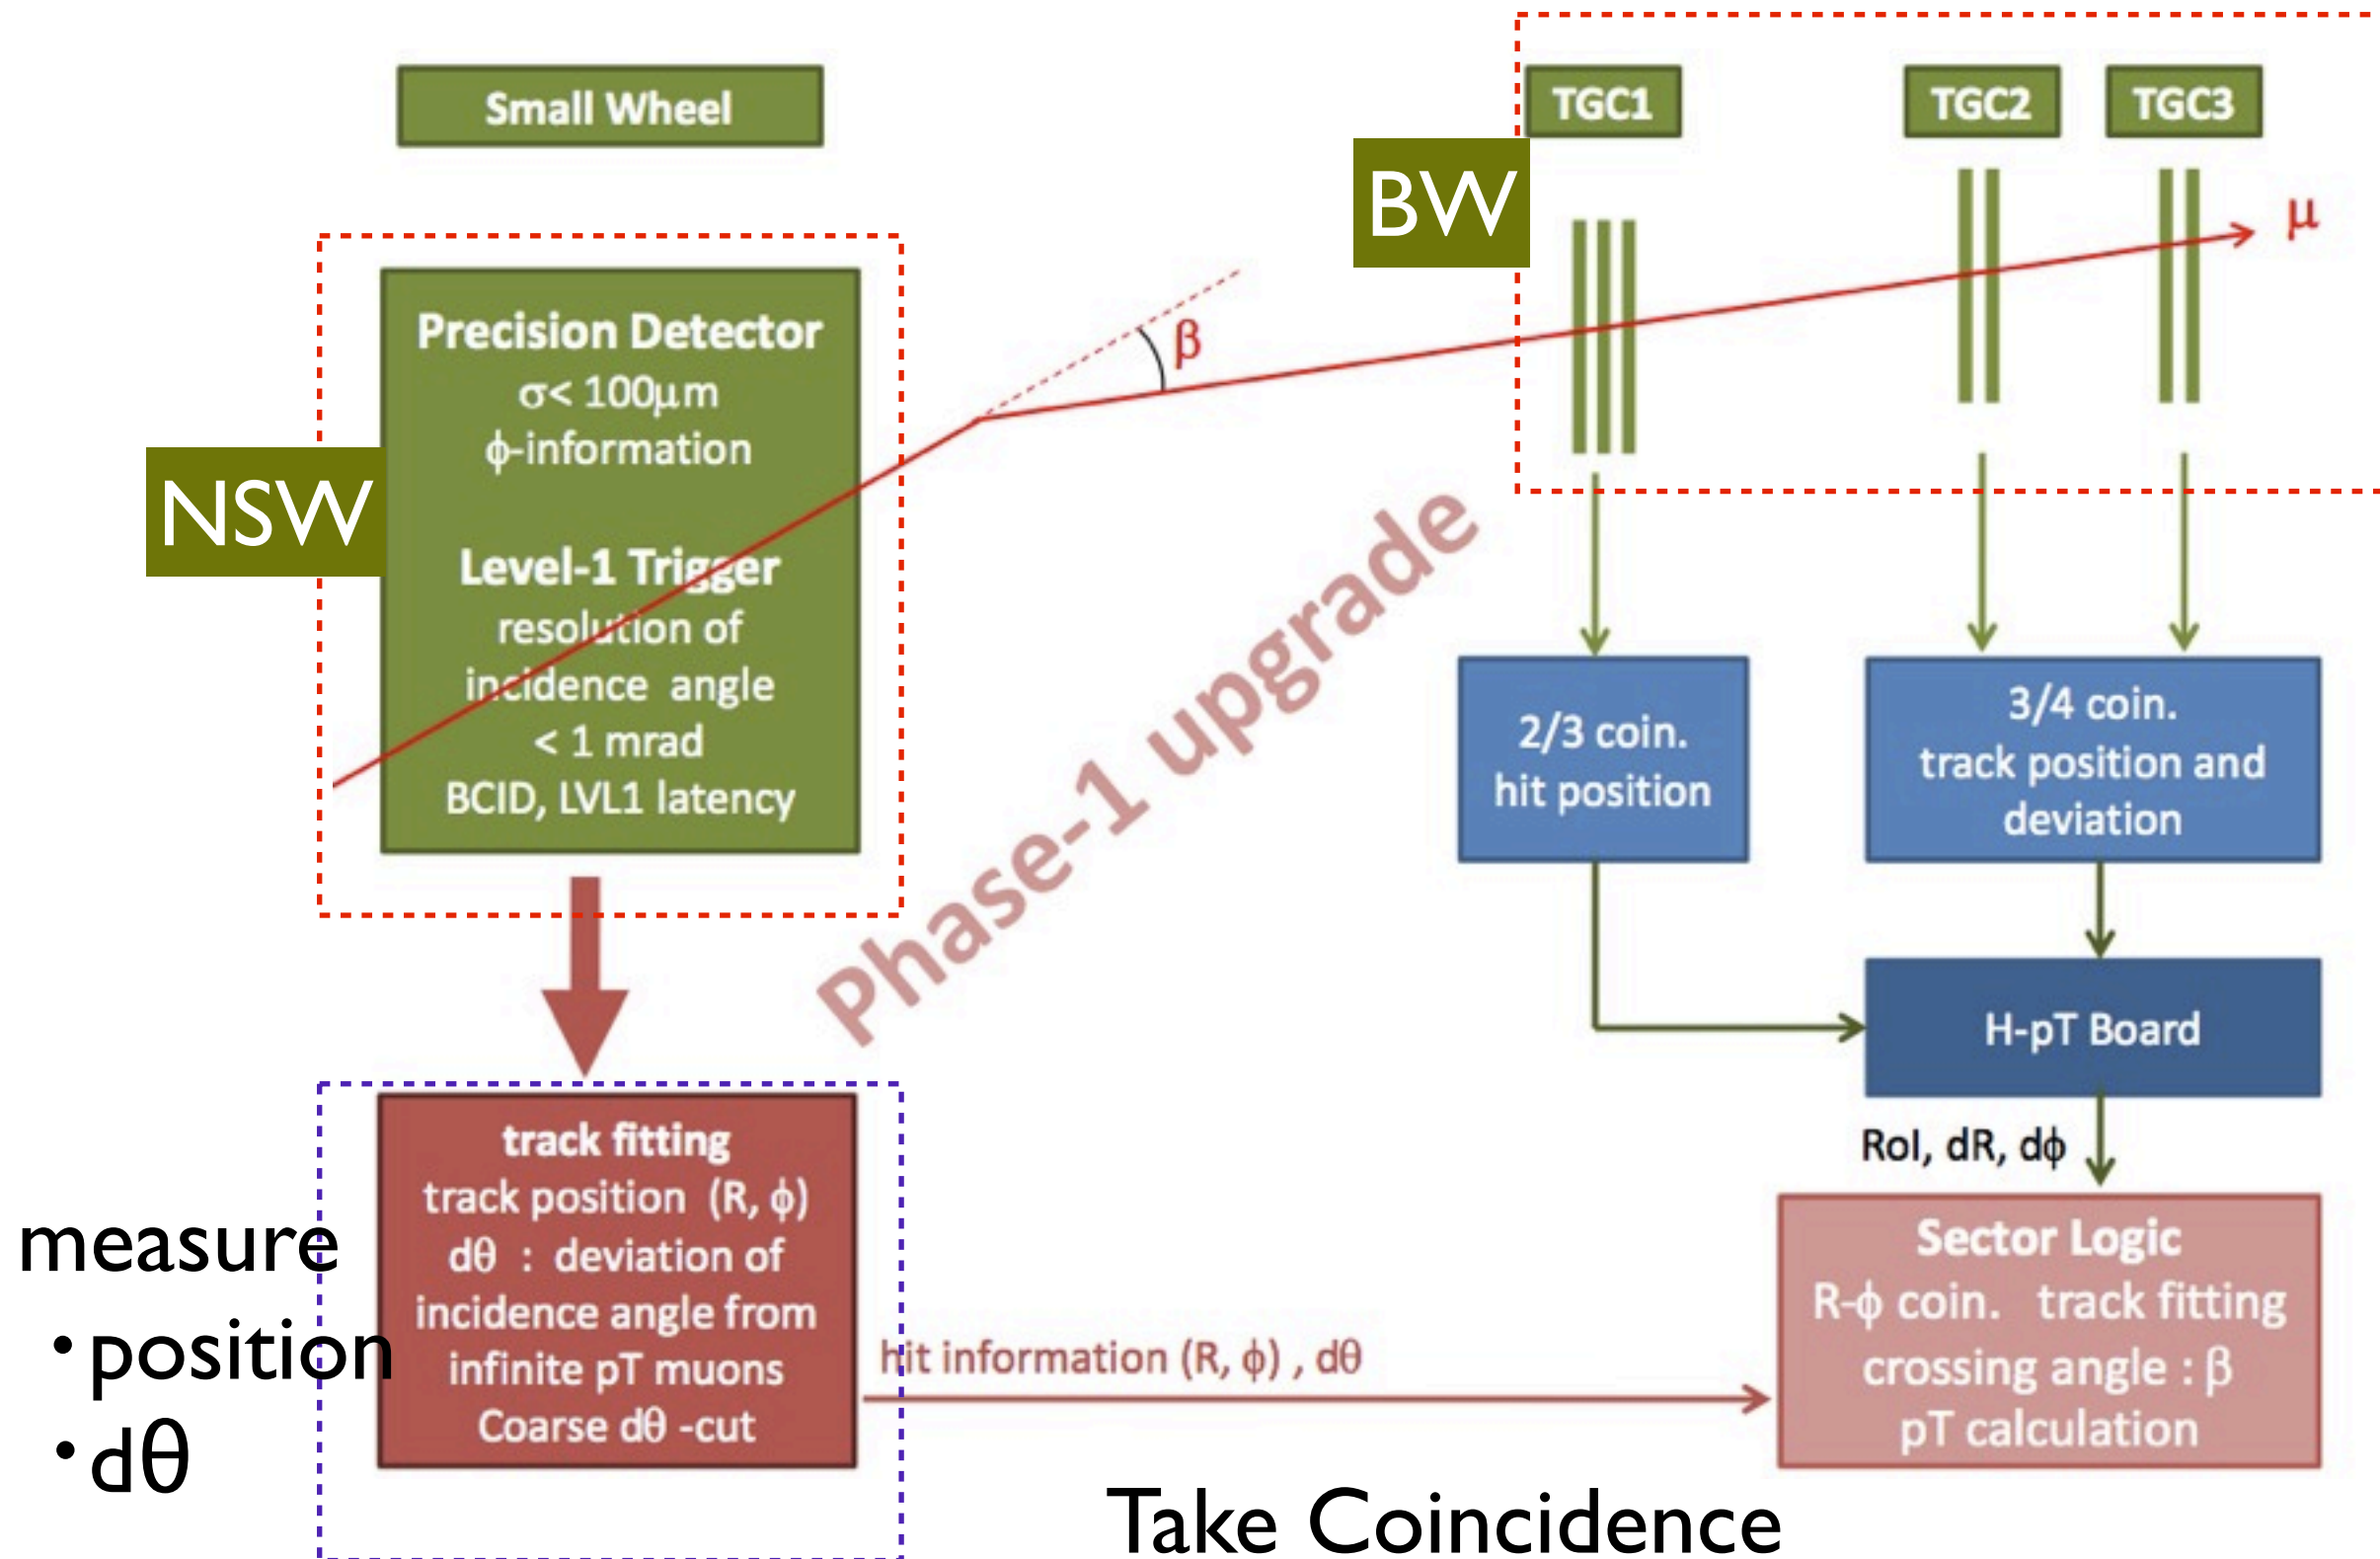 Small Wheel
TGC1
TGC2
TGC3
BW
μ
β
NSW
Precision Detector
σ< 100μm
ϕ-information
Level-1 Trigger
resolution of
incidence angle
< 1 mrad
BCID, LVL1 latency
Phase-1 upgrade
2/3 coin.
hit position
3/4 coin.
track position and
deviation
H-pT Board
RoI, dR, dϕ
track fitting
track position (R, ϕ)
dθ : deviation of
incidence angle from
infinite pT muons
Coarse dθ -cut
measure
•position
•dθ
hit information (R, ϕ) , dθ
Sector Logic
R-ϕ coin. track fitting
crossing angle : β
pT calculation
Take Coincidence